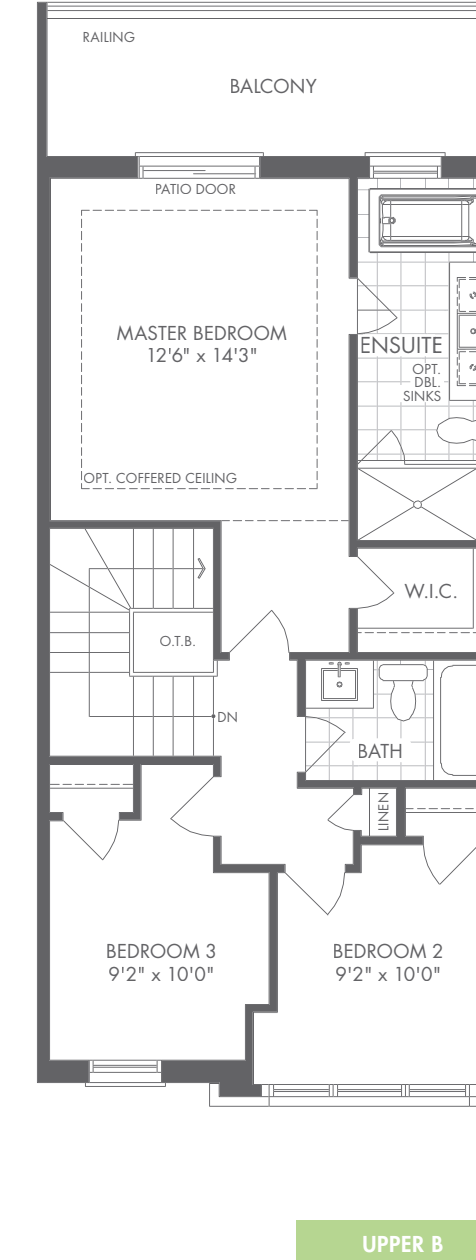 RAILING
BALCONY
PATIO DOOR
MASTER BEDROOM
12'6" x 14'3"
ENSUITE
OPT.
DBL.
SINKS
OPT. COFFERED CEILING
W.I.C.
O.T.B.
DN
BATH
LINEN
BEDROOM 3
9'2" x 10'0"
BEDROOM 2
9'2" x 10'0"
UPPER B